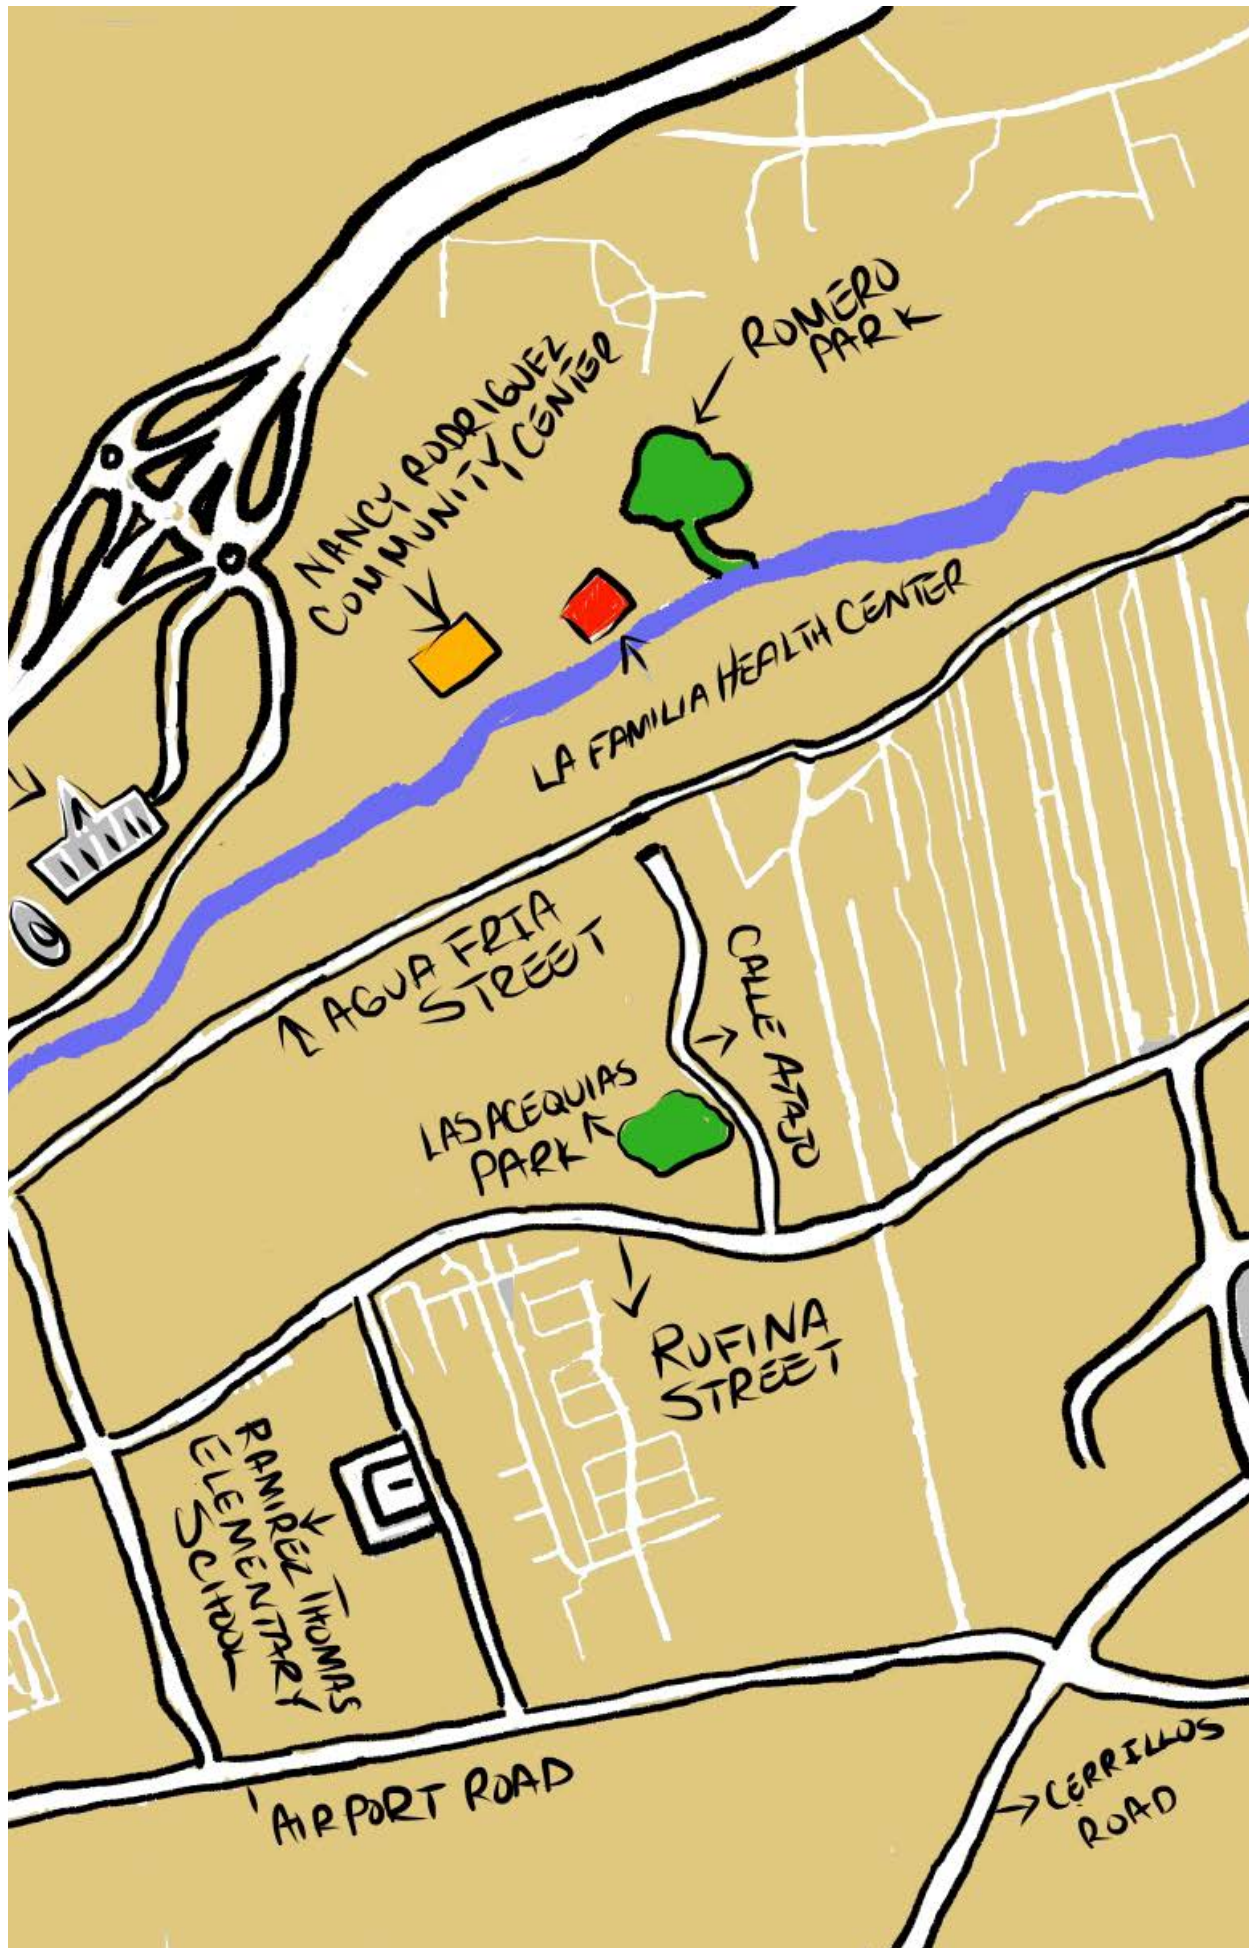 ROMERO
PARK
NANCY RODRIGUEZ
COMMUNITY CENTER
LA FAMILIA HEALTH CENTER
AGUA FRIA
STREET
CALLE ATAJO
LAS ACEQUIAS
PARK
RUFINA
STREET
RAMIREZ THOMAS
ELEMENTARY
SCHOOL
AIRPORT ROAD
CERRILLOS
ROAD